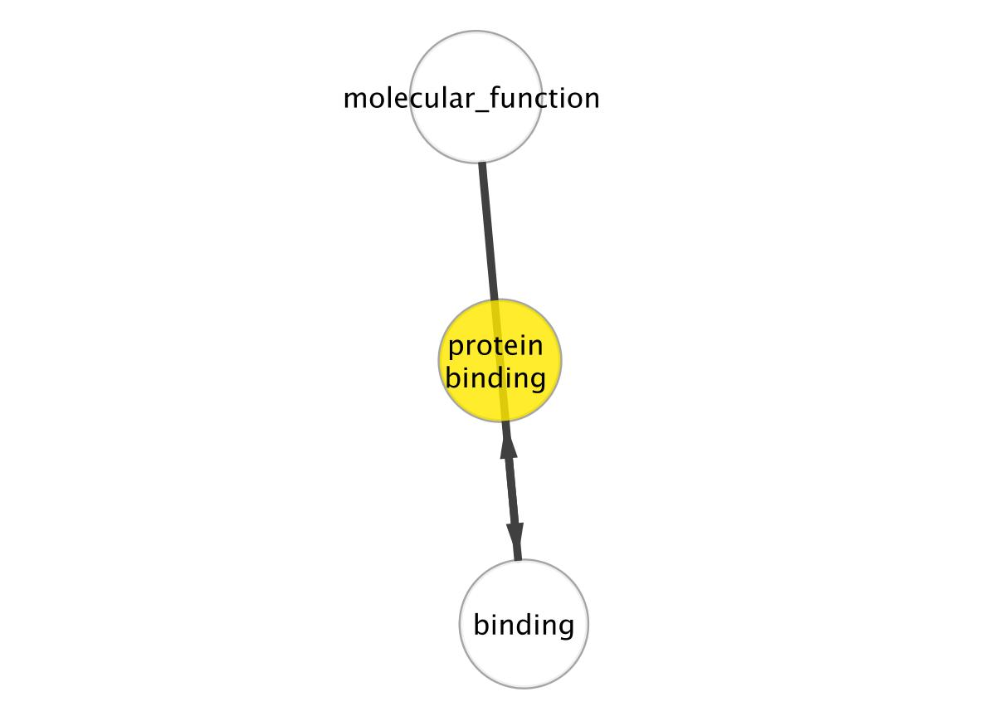 molecular_function
protein
binding
binding